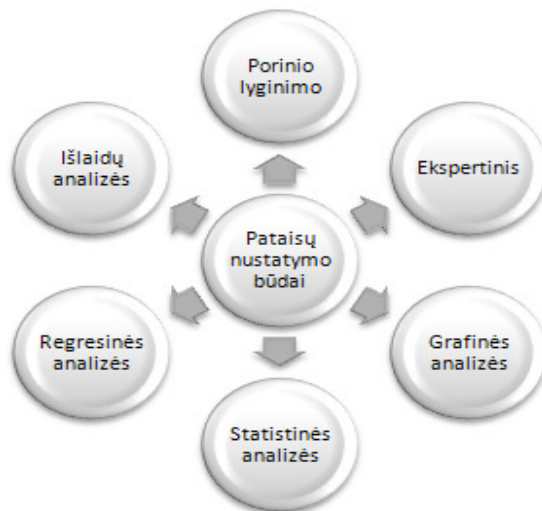 Porinio
lyginimo
Išlaidų
analizės
Ekspertinis
Pataisų
nustatymo
būdai
Regresinės
analizės
Grafinės
analizės
Statistinės
analizės